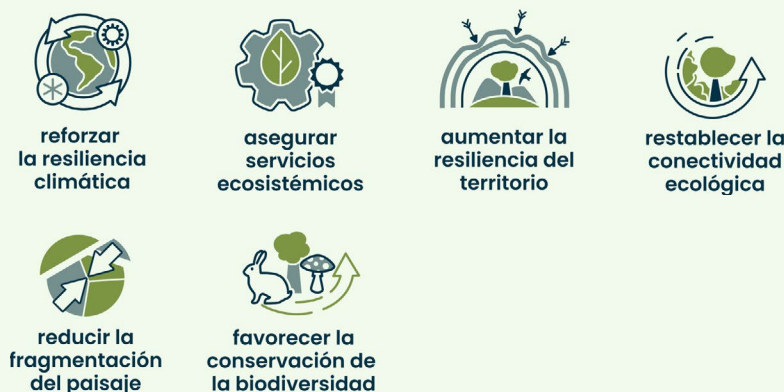 reforzar
la resiliencia
climática
asegurar
servicios
ecosistémicos
aumentar la
resiliencia del
territorio
restablecer la
conectividad
ecológica
reducir la
fragmentación
del paisaje
favorecer la
conservación de
la biodiversidad